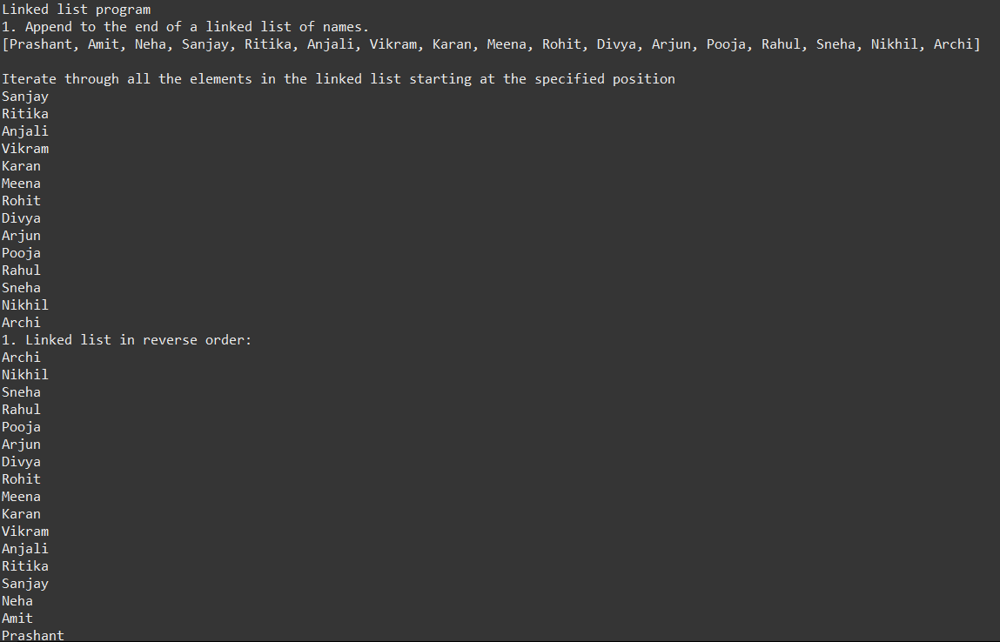 Linked list program
1. Append to the end of a linked list of names.
[Prashant, Amit, Neha, Sanjay, Ritika, Anjali, Vikram, Karan, Meena, Rohit, Divya, Arjun, Pooja, Rahul, Sneha, Nikhil, Archi]
Iterate through all the elements in the linked list starting at the specified position
Sanjay
Ritika
Anjali
Vikram
Karan
Meena
Rohit
Divya
Arjun
Pooja
Rahul
Sneha
Nikhil
Archi
1. Linked list in reverse order:
Archi
Nikhil
Sneha
Rahul
Pooja
Arjun
Divya
Rohit
Meena
Karan
Vikram
Anjali
Ritika
Sanjay
Neha
Amit
Prashant